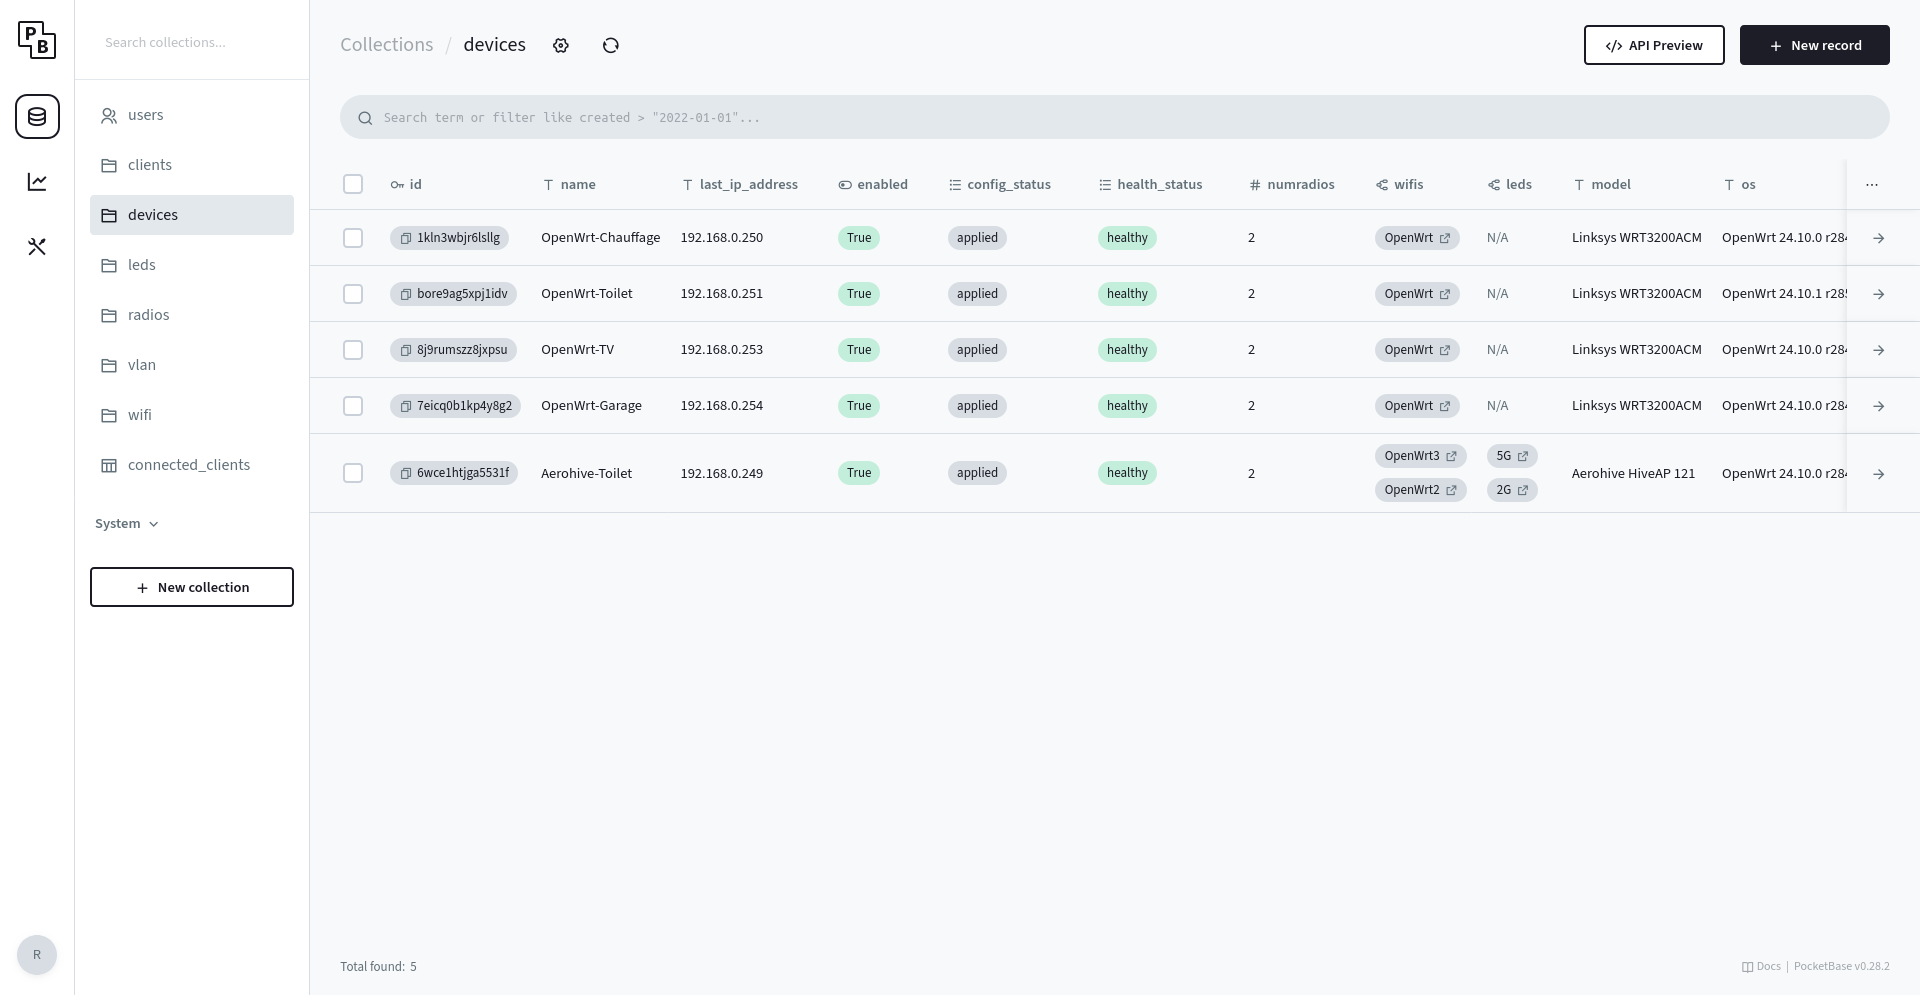 P
B
Search collections...
users
clients
devices
leds
radios
vlan
wifi
connected_clients
System
New collection
R
Collections / devices
API Preview
New record
Search term or filter like created > "2022-01-01"...
id name last_ip_address enabled config_status health_status numradios wifis leds model os ...
1kln3wbjr6lsllg OpenWrt-Chauffage 192.168.0.250 True applied healthy 2 OpenWrt N/A Linksys WRT3200ACM OpenWrt 24.10.0 r284
bore9ag5xpj1idv OpenWrt-Toilet 192.168.0.251 True applied healthy 2 OpenWrt N/A Linksys WRT3200ACM OpenWrt 24.10.1 r285
8j9rumszz8jxpsu OpenWrt-TV 192.168.0.253 True applied healthy 2 OpenWrt N/A Linksys WRT3200ACM OpenWrt 24.10.0 r284
7eicq0b1kp4y8g2 OpenWrt-Garage 192.168.0.254 True applied healthy 2 OpenWrt N/A Linksys WRT3200ACM OpenWrt 24.10.0 r284
6wce1htjga5531f Aerohive-Toilet 192.168.0.249 True applied healthy 2 OpenWrt3 5G Aerohive HiveAP 121 OpenWrt 24.10.0 r284
OpenWrt2 2G
Total found: 5
Docs | PocketBase v0.28.2